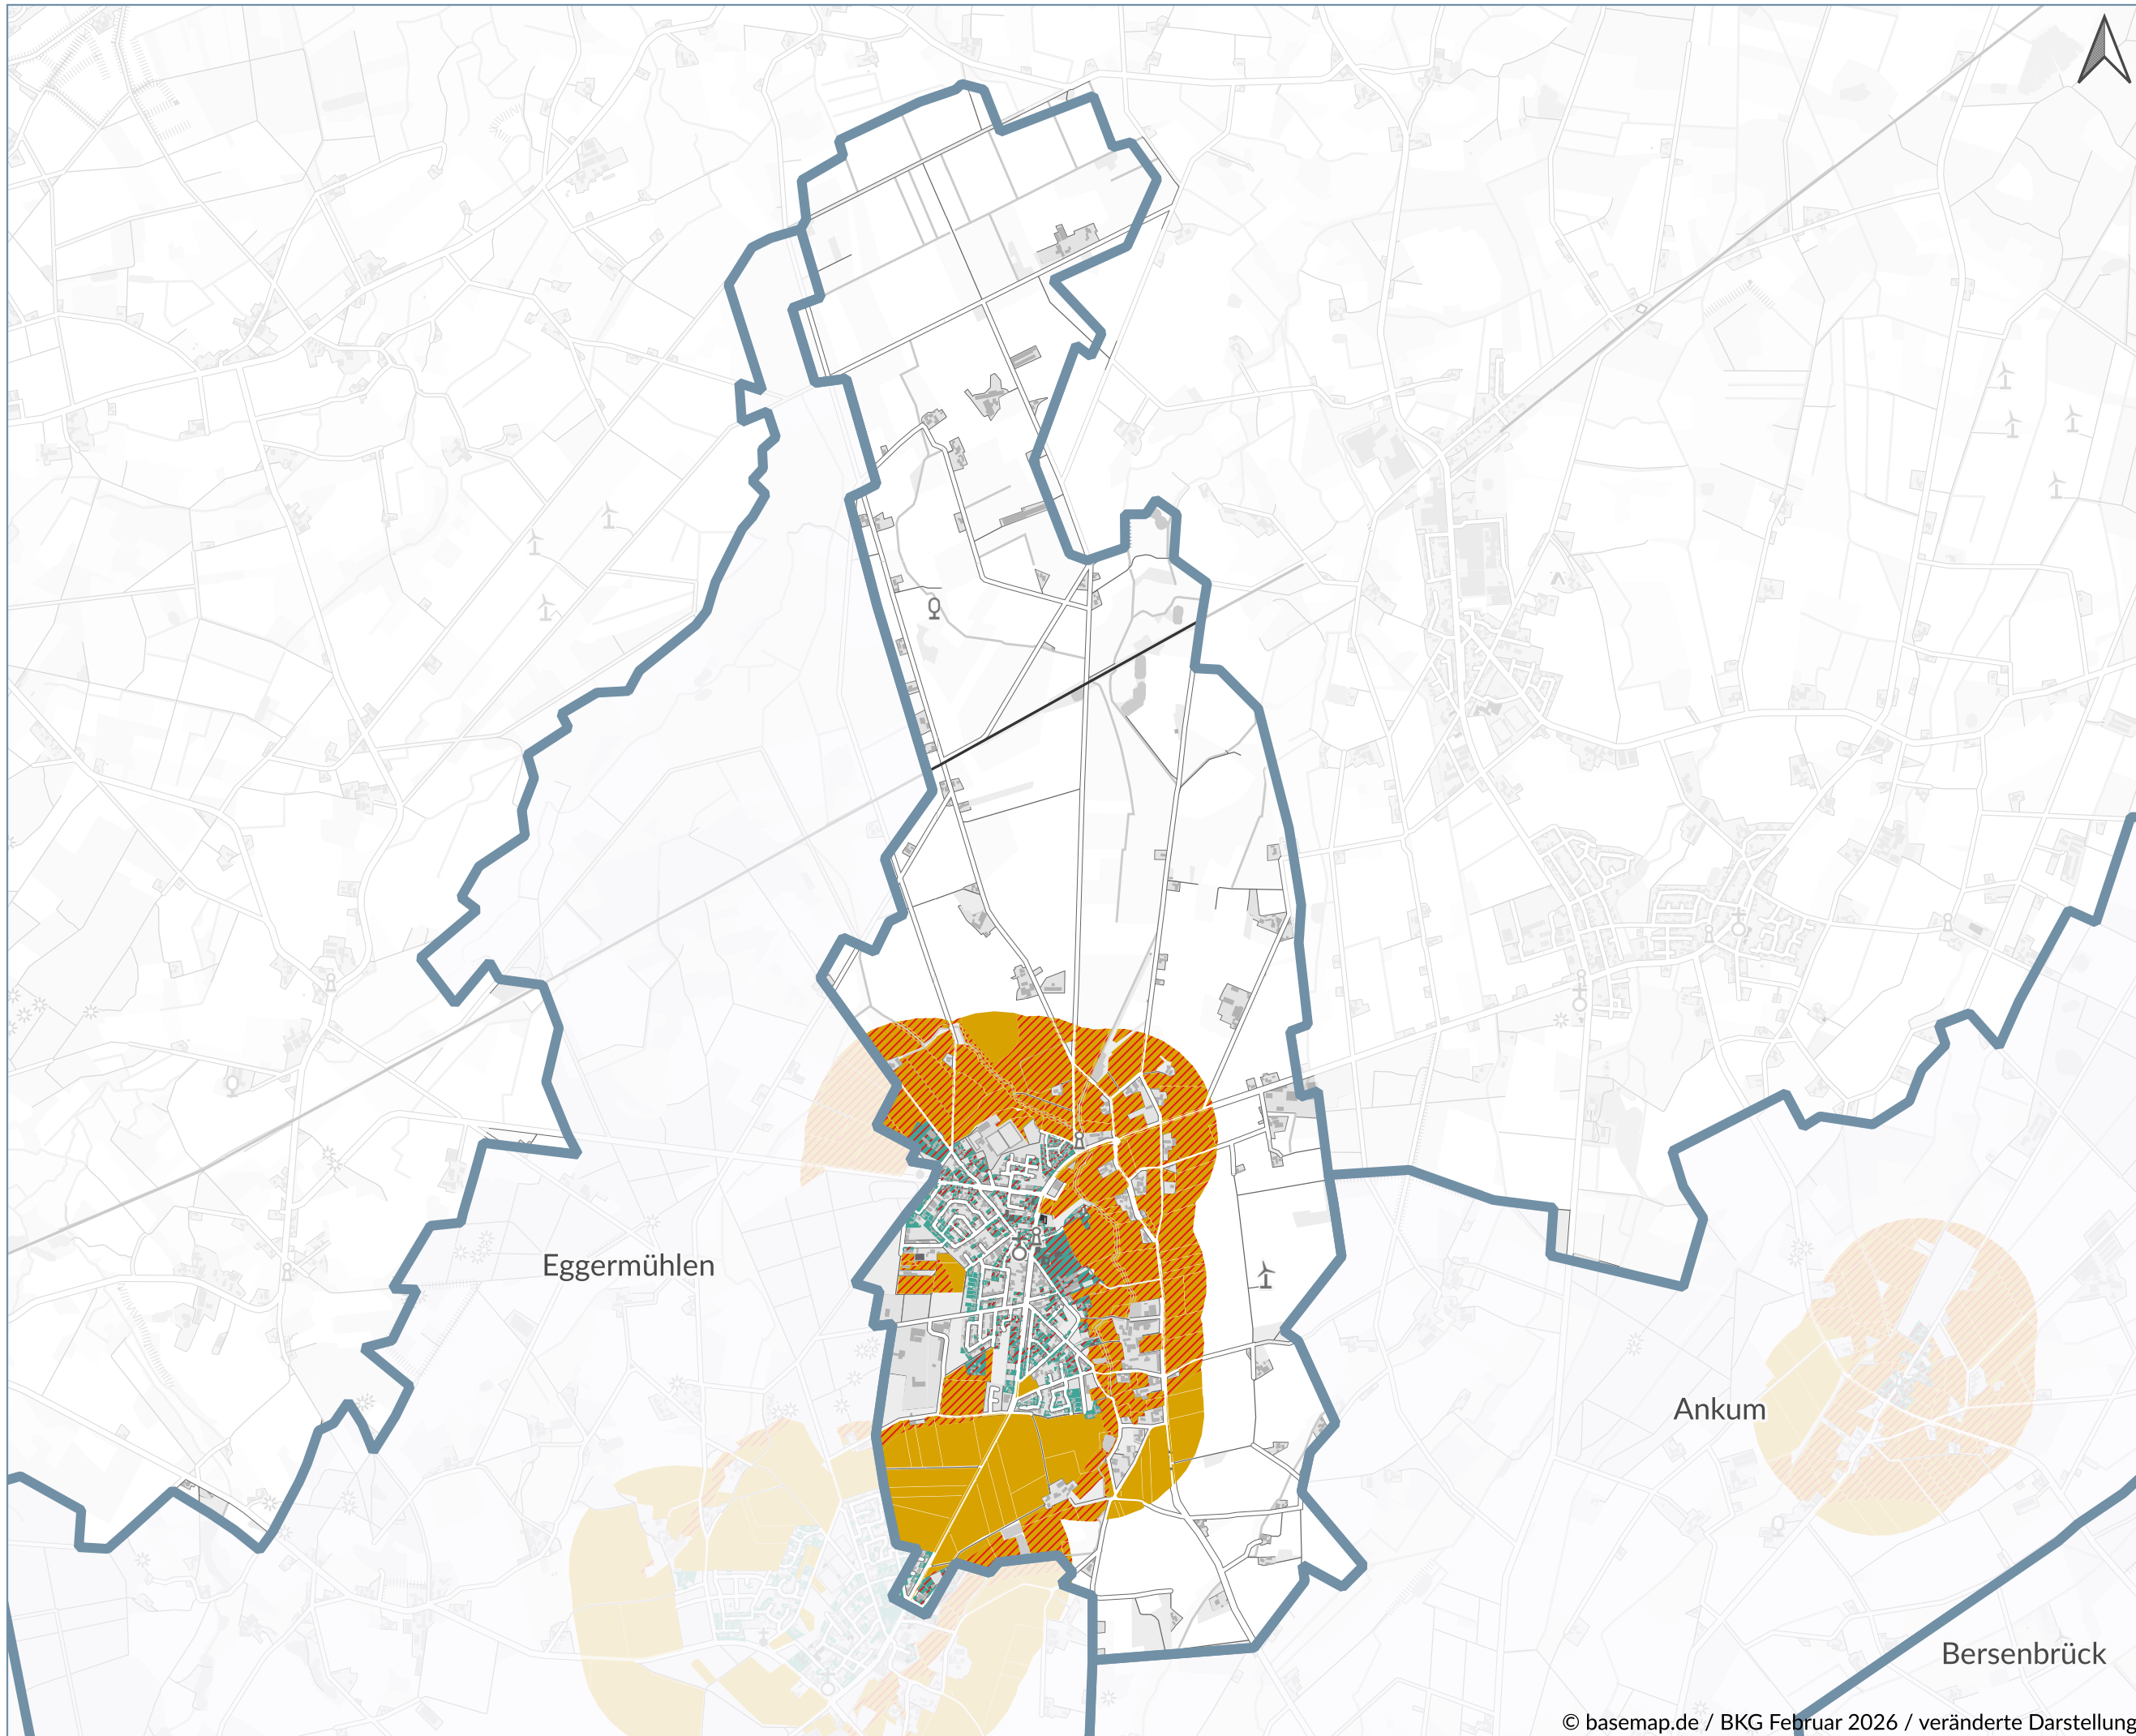 Eggermühlen
Ankum
Bersenbrück
© basemap.de / BKG Februar 2026 / veränderte Darstellung